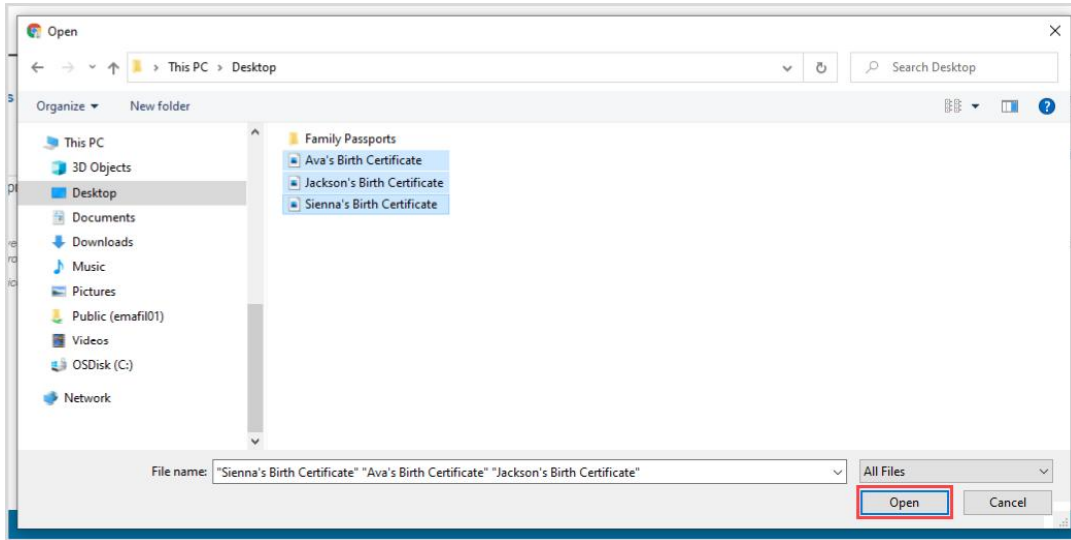 Open
This PC > Desktop
Search Desktop
Organize
New folder
This PC
3D Objects
Desktop
Documents
Downloads
Music
Pictures
Public (emafil01)
Videos
OSDisk (C:)
Network
Family Passports
Ava's Birth Certificate
Jackson's Birth Certificate
Sienna's Birth Certificate
File name: "Sienna's Birth Certificate" "Ava's Birth Certificate" "Jackson's Birth Certificate"
All Files
Open
Cancel